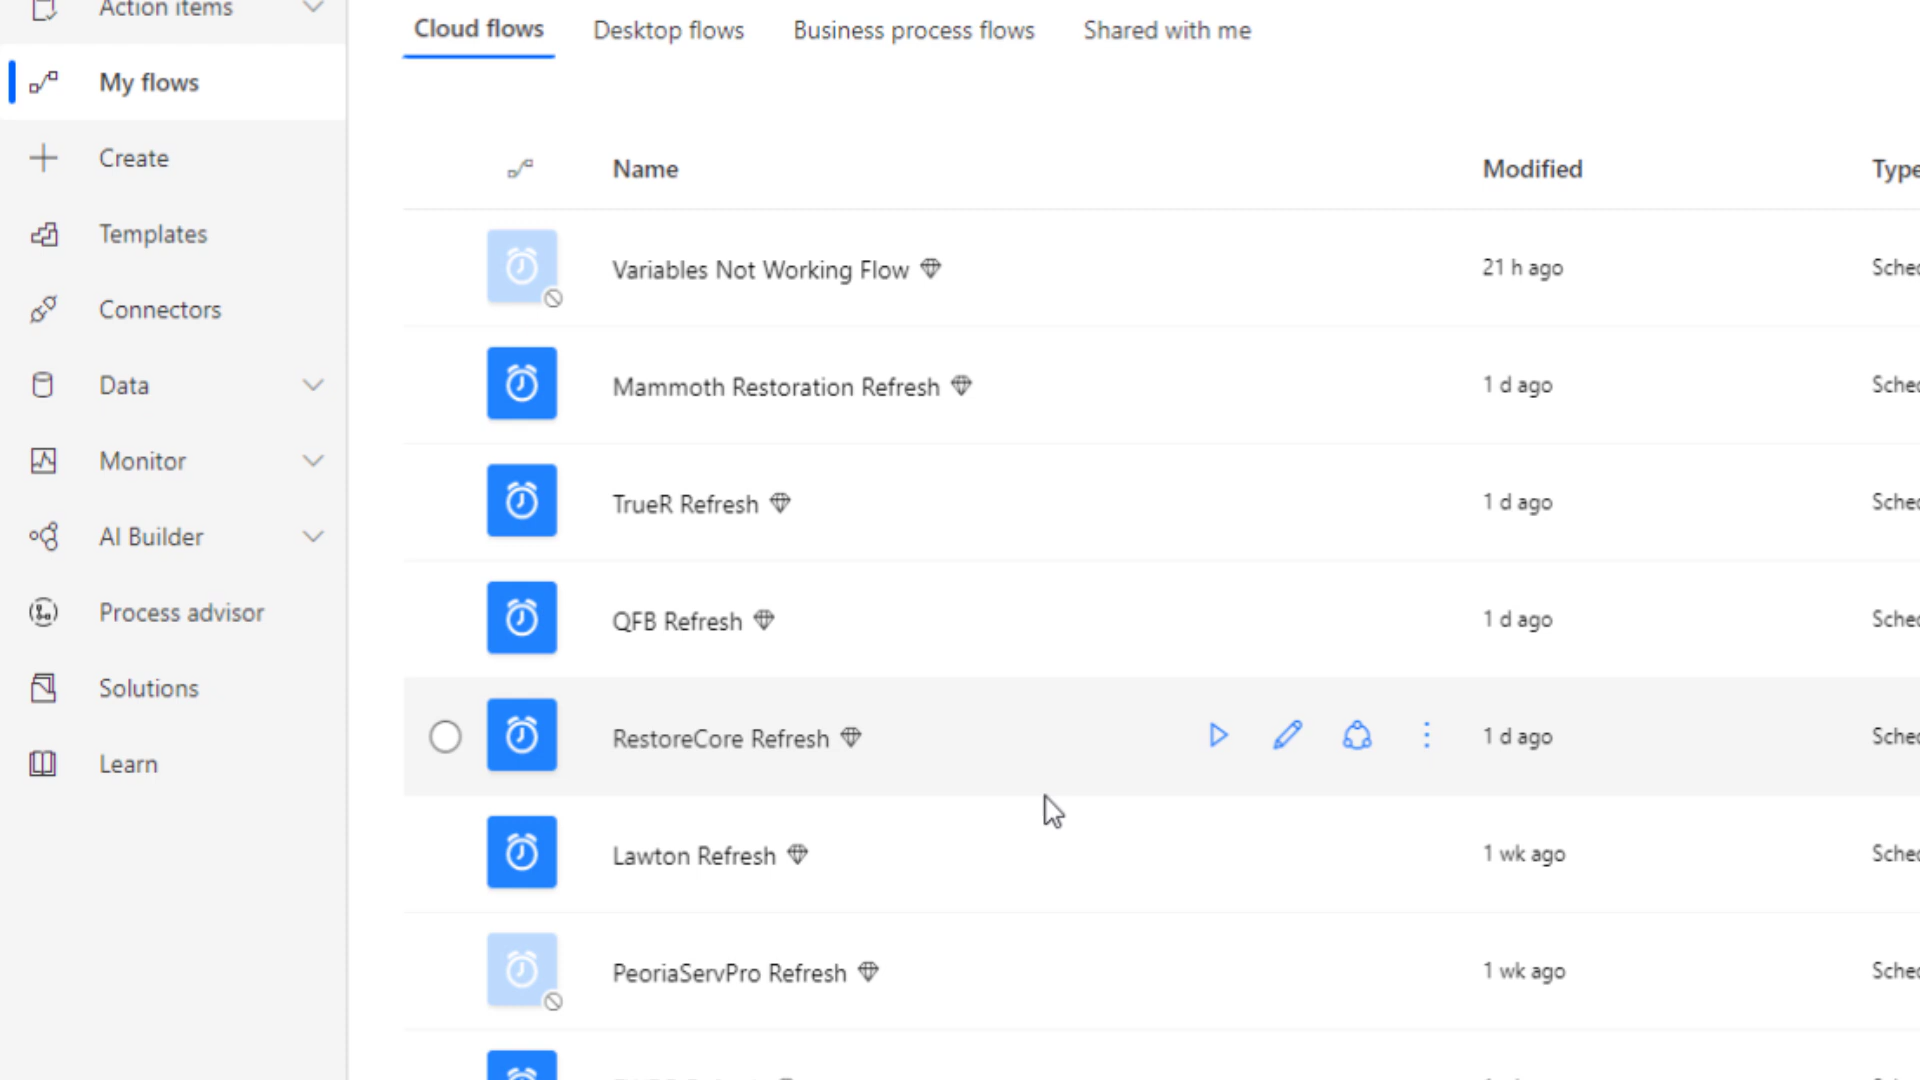 Action items
Cloud flows
Desktop flows
Business process flows
Shared with me
My flows
Create
Templates
Connectors
Data
Monitor
AI Builder
Process advisor
Solutions
Learn
Name
Modified
Type
Variables Not Working Flow
21 h ago
Sche
Mammoth Restoration Refresh
1 d ago
Sche
TrueR Refresh
1 d ago
Sche
QFB Refresh
1 d ago
Sche
RestoreCore Refresh
1 d ago
Sche
Lawton Refresh
1 wk ago
Sche
PeoriaServPro Refresh
1 wk ago
Sche